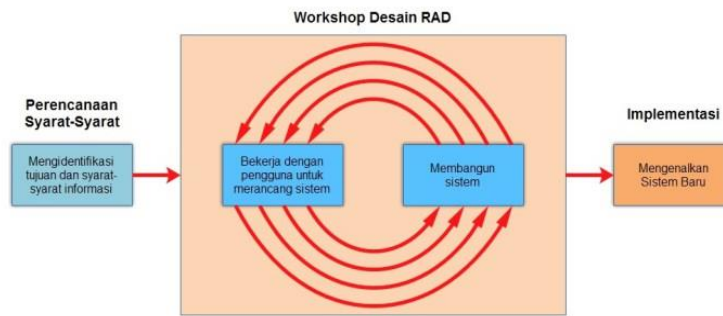 Workshop Desain RAD
Perencanaan
Syarat-Syarat
Mengidentifikasi
tujuan dan syarat-
syarat informasi
Bekerja dengan
pengguna untuk
merancang sistem
Membangun
sistem
Implementasi
Mengenalkan
Sistem Baru